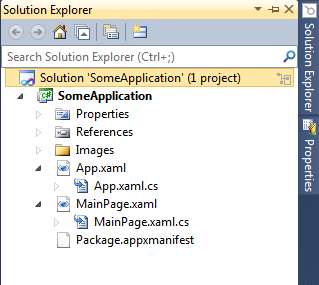 Solution Explorer
Search Solution Explorer (Ctrl+;)
Solution 'SomeApplication' (1 project)
SomeApplication
Properties
References
Images
App.xaml
App.xaml.cs
MainPage.xaml
MainPage.xaml.cs
Package.appxmanifest
Solution Explorer
Properties